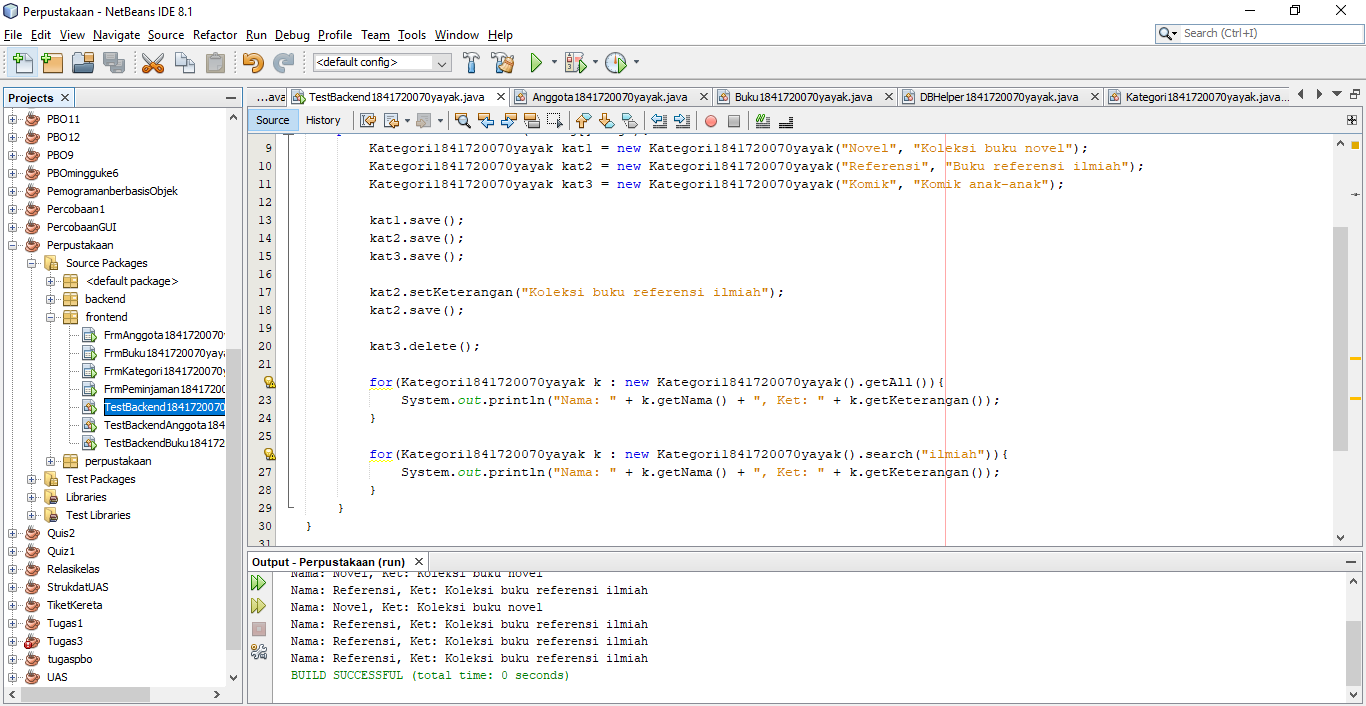 Perpustakaan - NetBeans IDE 8.1
File Edit View Navigate Source Refactor Run Debug Profile Team Tools Window Help
Search (Ctrl+I)
<default config>
Projects
PBO11
PBO12
PBO9
PBOmingguke6
PemogramanberbasisObjek
Percobaan1
PercobaanGUI
Perpustakaan
Source Packages
<default package>
backend
frontend
FrmAnggota1841720070
FrmBuku1841720070yay
FrmKategori1841720070
FrmPeminjaman1841720
TestBackend1841720070
TestBackendAnggota184
TestBackendBuku184172
perpustakaan
Test Packages
Libraries
Test Libraries
Quis2
Quiz1
Relasikelas
StrukdatUAS
TiketKereta
Tugas1
Tugas3
tugaspbo
UAS
...ava TestBackend1841720070yayak.java Anggota1841720070yayak.java Buku1841720070yayak.java DBHelper1841720070yayak.java Kategori1841720070yayak.java...
Source History
9 Kategori1841720070yayak kat1 = new Kategori1841720070yayak("Novel", "Koleksi buku novel");
10 Kategori1841720070yayak kat2 = new Kategori1841720070yayak("Referensi", "Buku referensi ilmiah");
11 Kategori1841720070yayak kat3 = new Kategori1841720070yayak("Komik", "Komik anak-anak");
12
13 kat1.save();
14 kat2.save();
15 kat3.save();
16
17 kat2.setKeterangan("Koleksi buku referensi ilmiah");
18 kat2.save();
19
20 kat3.delete();
21
for(Kategori1841720070yayak k : new Kategori1841720070yayak().getAll()){
23 System.out.println("Nama: " + k.getNama() + ", Ket: " + k.getKeterangan());
24 }
25
for(Kategori1841720070yayak k : new Kategori1841720070yayak().search("ilmiah")){
27 System.out.println("Nama: " + k.getNama() + ", Ket: " + k.getKeterangan());
28 }
29 }
30 }
31
Output - Perpustakaan (run)
Nama: Novel, Ket: Koleksi buku novel
Nama: Referensi, Ket: Koleksi buku referensi ilmiah
Nama: Novel, Ket: Koleksi buku novel
Nama: Referensi, Ket: Koleksi buku referensi ilmiah
Nama: Referensi, Ket: Koleksi buku referensi ilmiah
Nama: Referensi, Ket: Koleksi buku referensi ilmiah
BUILD SUCCESSFUL (total time: 0 seconds)